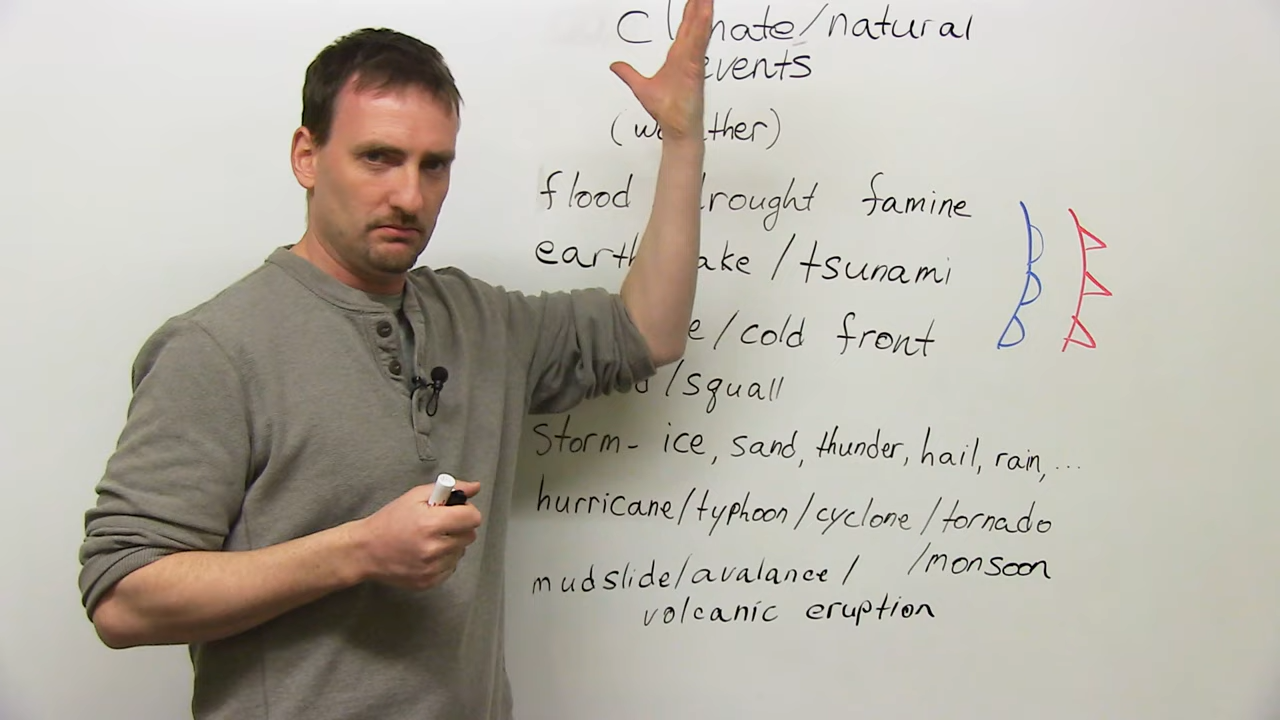 climate/natural
events
(weather)
flood drought famine
earthquake/tsunami
/cold front
/squall
Storm- ice, sand, thunder, hail, rain, ...
hurricane/typhoon/cyclone/tornado
mudslide/avalance/ /monsoon
volcanic eruption